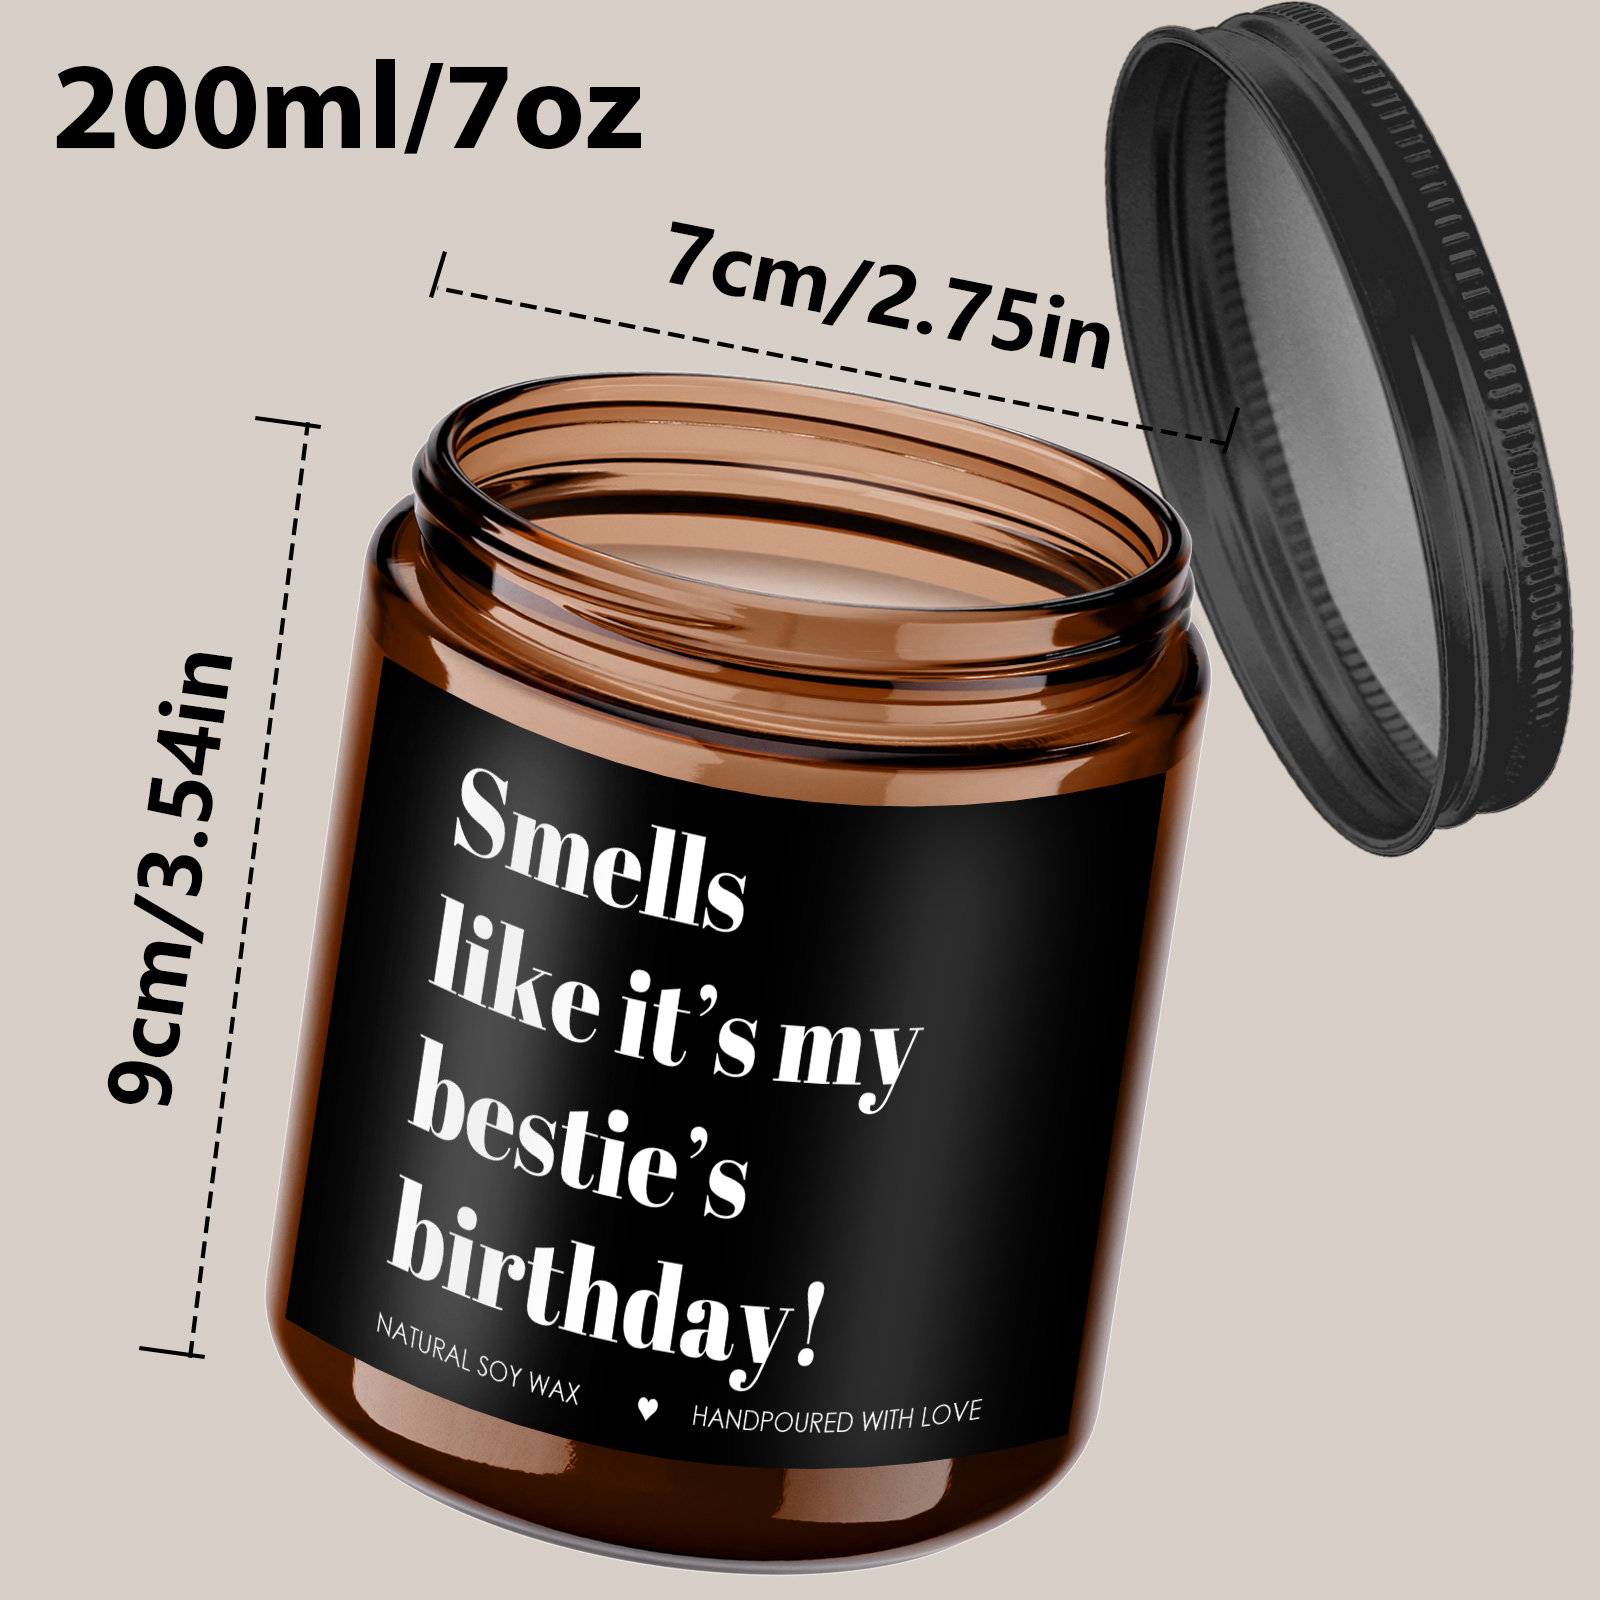 200ml/7oz
7cm/2.75in
9cm/3.54in
Smells
like it’s my
bestie’s
birthday!
NATURAL SOY WAX ♥ HANDPOURED WITH LOVE